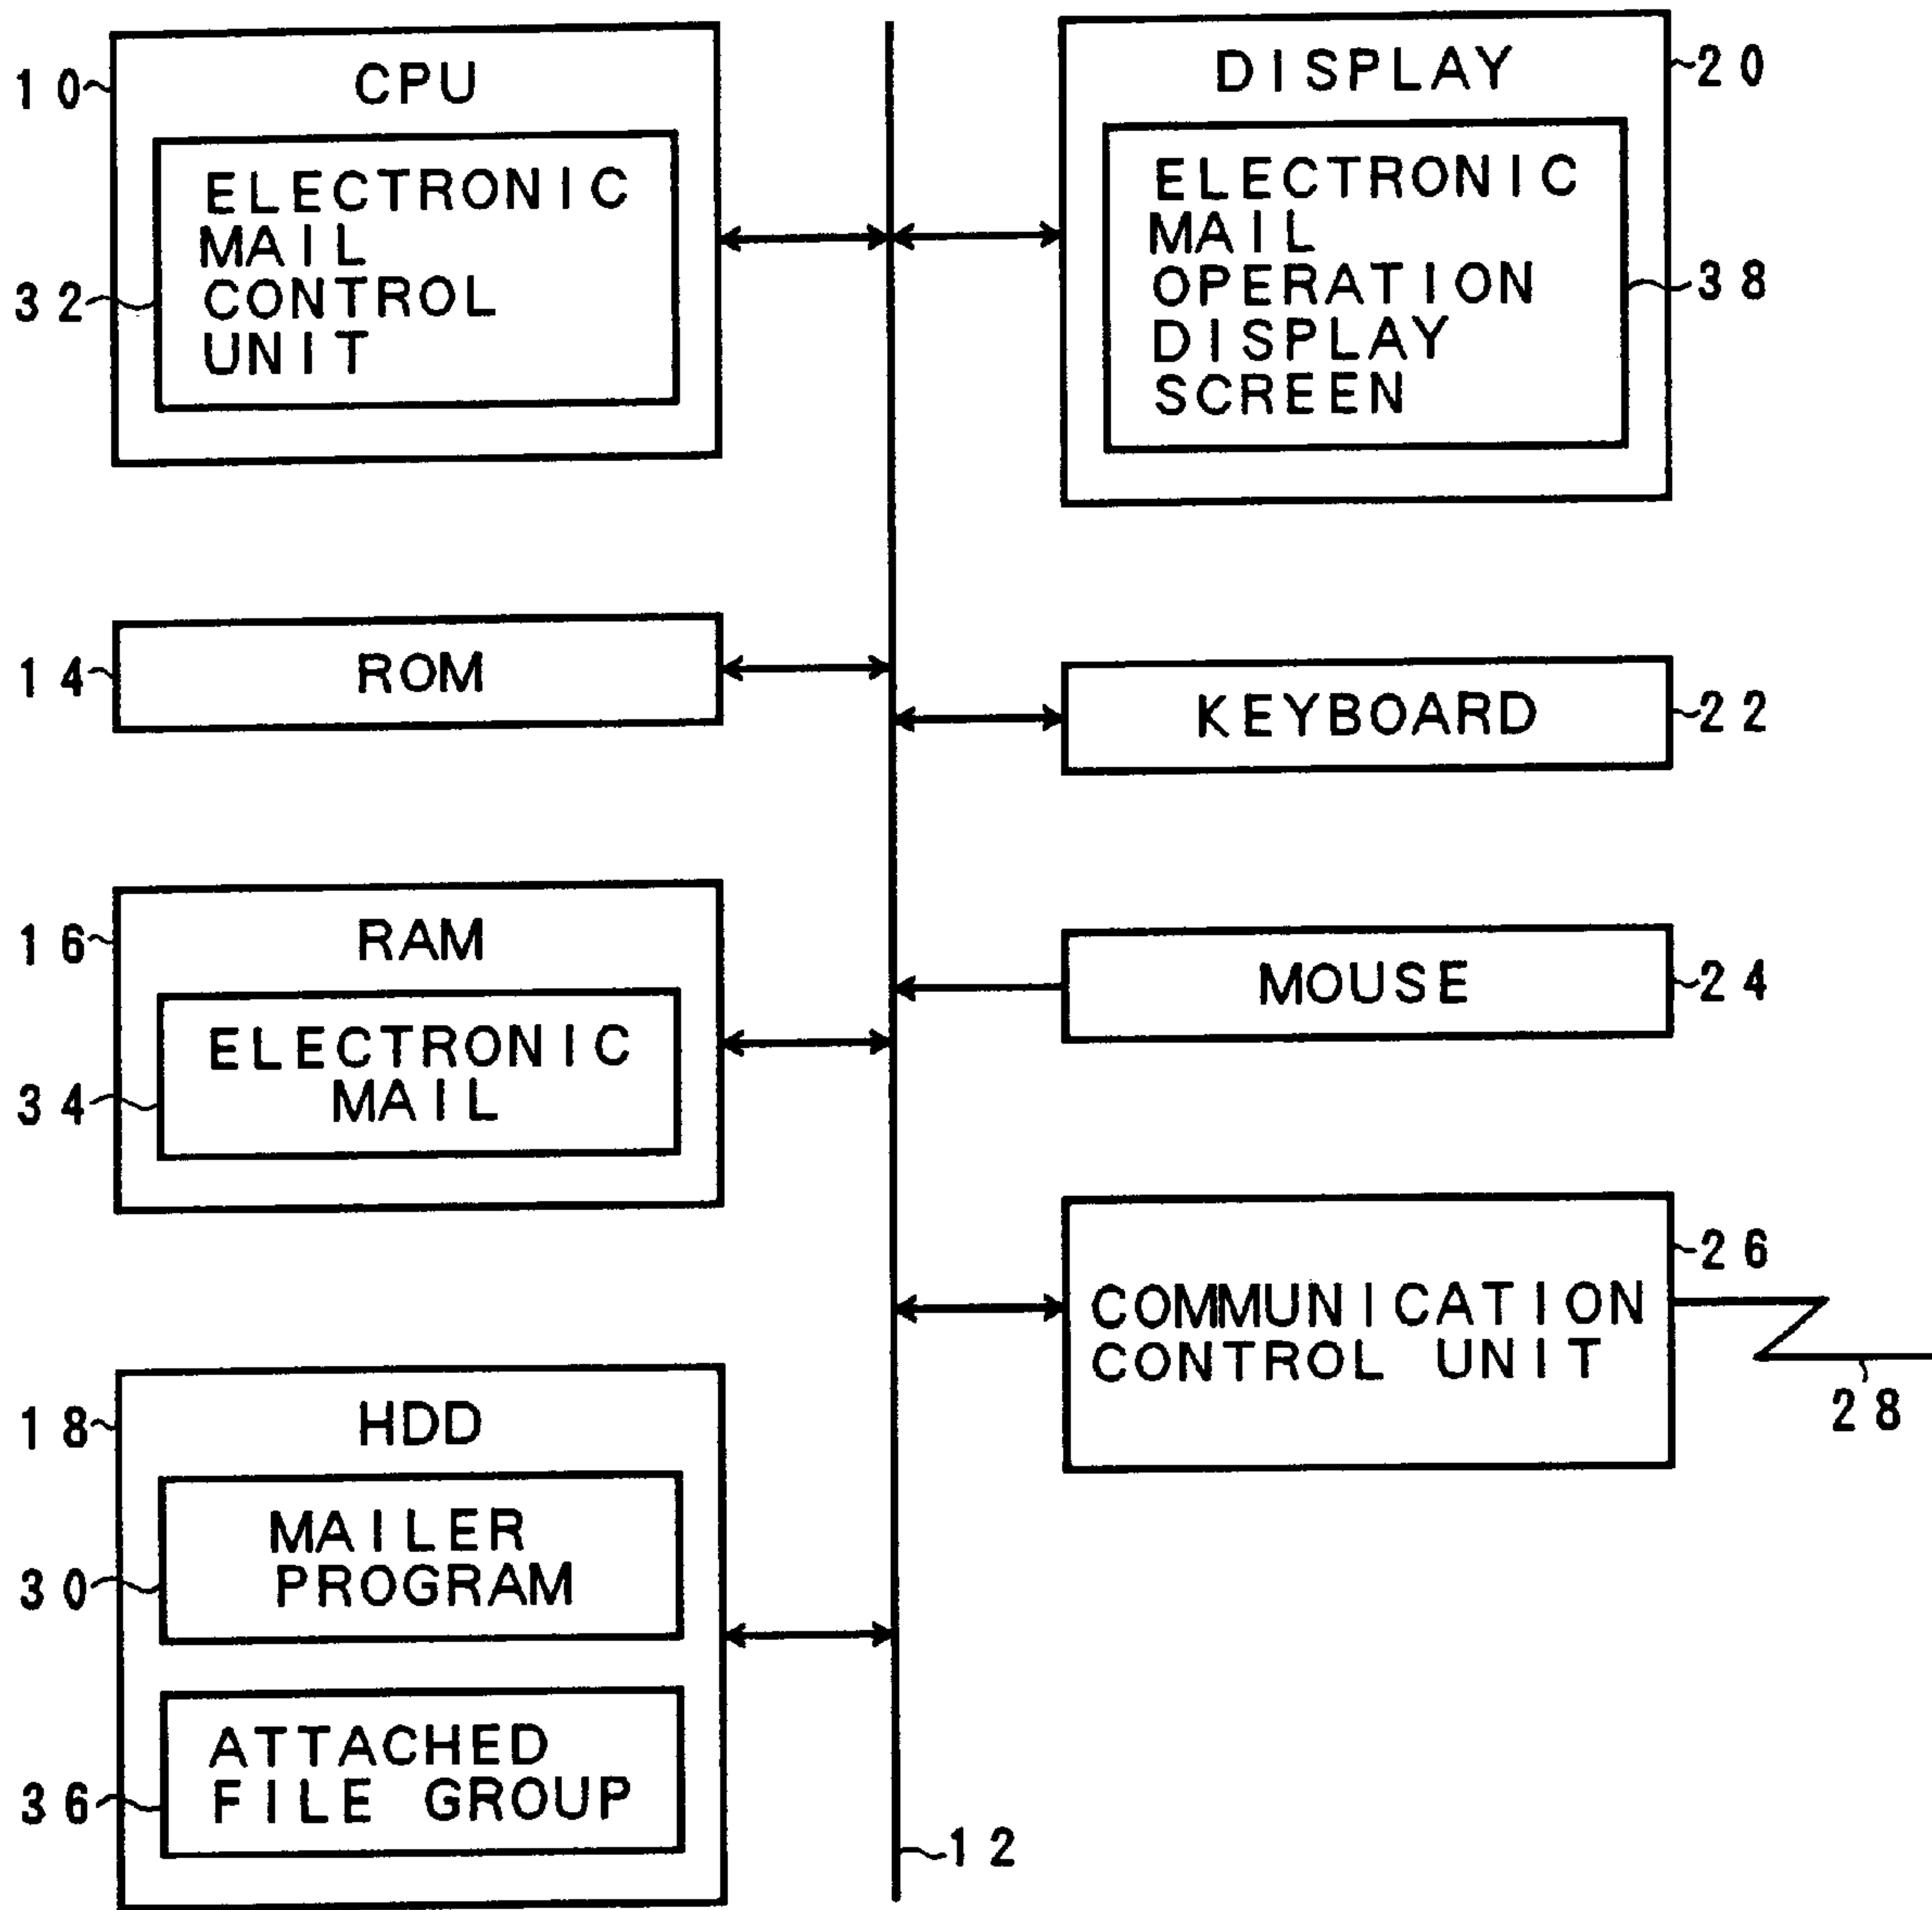 10
CPU
32
ELECTRONIC
MAIL
CONTROL
UNIT
14
ROM
16
RAM
34
ELECTRONIC
MAIL
18
HDD
30
MAILER
PROGRAM
36
ATTACHED
FILE GROUP
12
DISPLAY
20
ELECTRONIC
MAIL
OPERATION
DISPLAY
SCREEN
38
KEYBOARD
22
MOUSE
24
26
COMMUNICATION
CONTROL UNIT
28